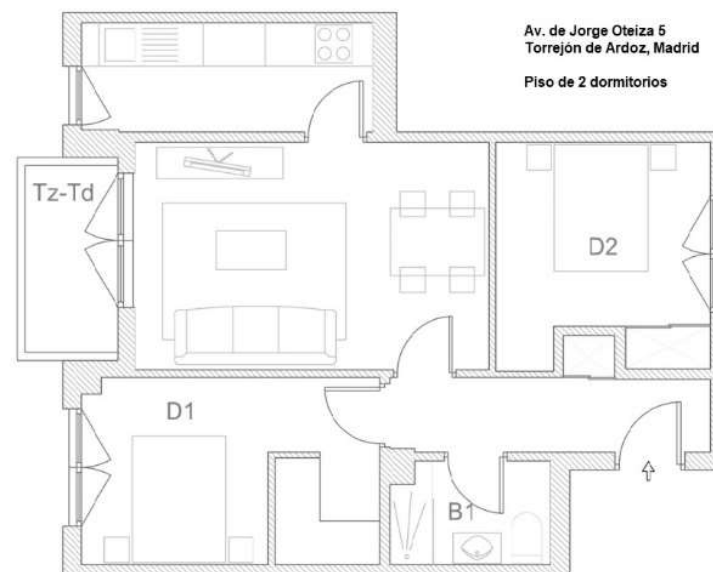 Av. de Jorge Oteiza 5
Torrejón de Ardoz, Madrid
Piso de 2 dormitorios
Tz-Td
D2
D1
B1